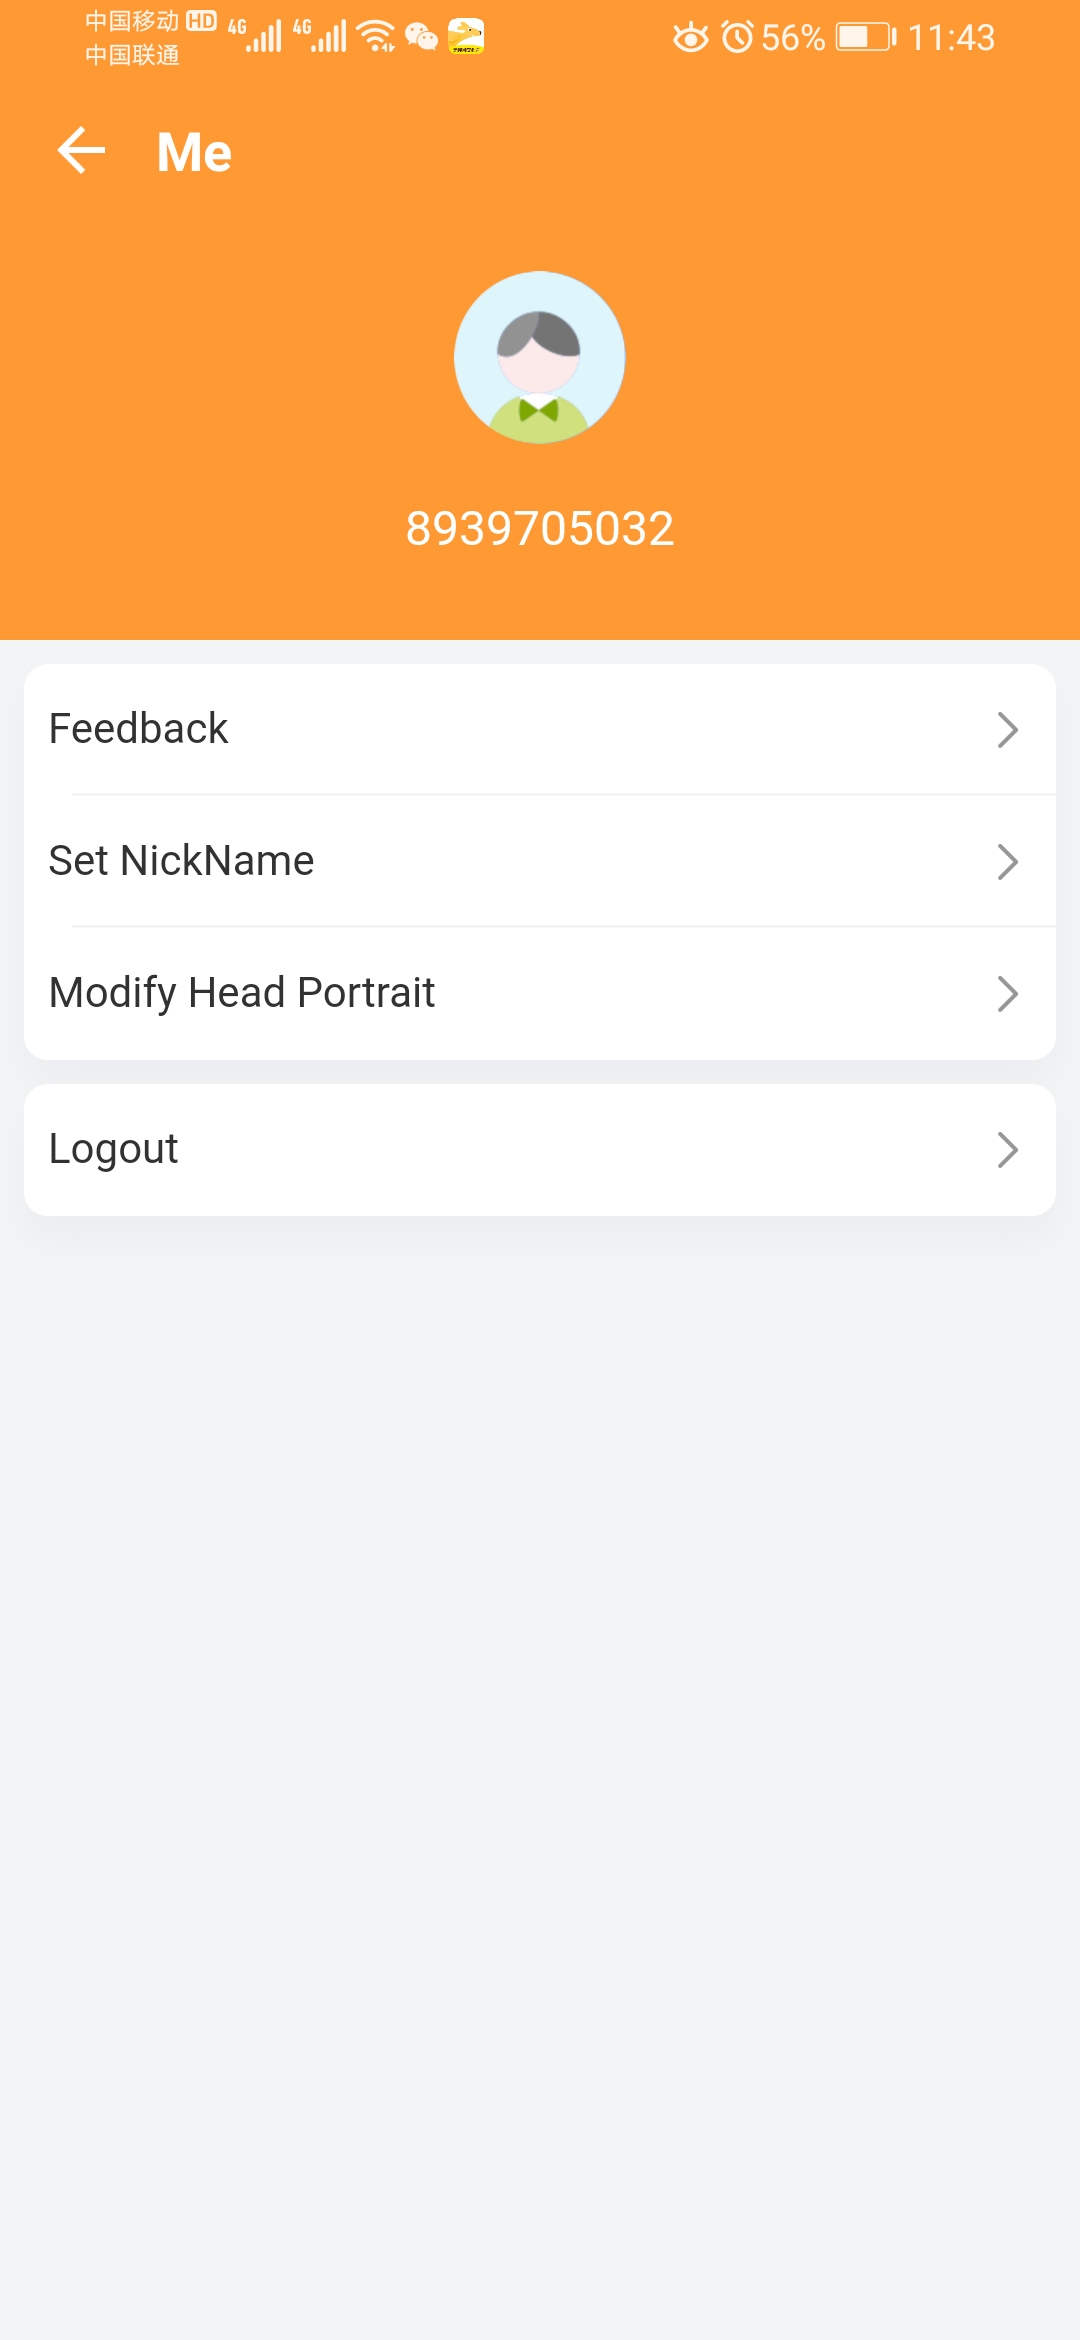 中国移动 HD 4G 4G 56% 11:43
中国联通
Me
8939705032
Feedback
Set NickName
Modify Head Portrait
Logout